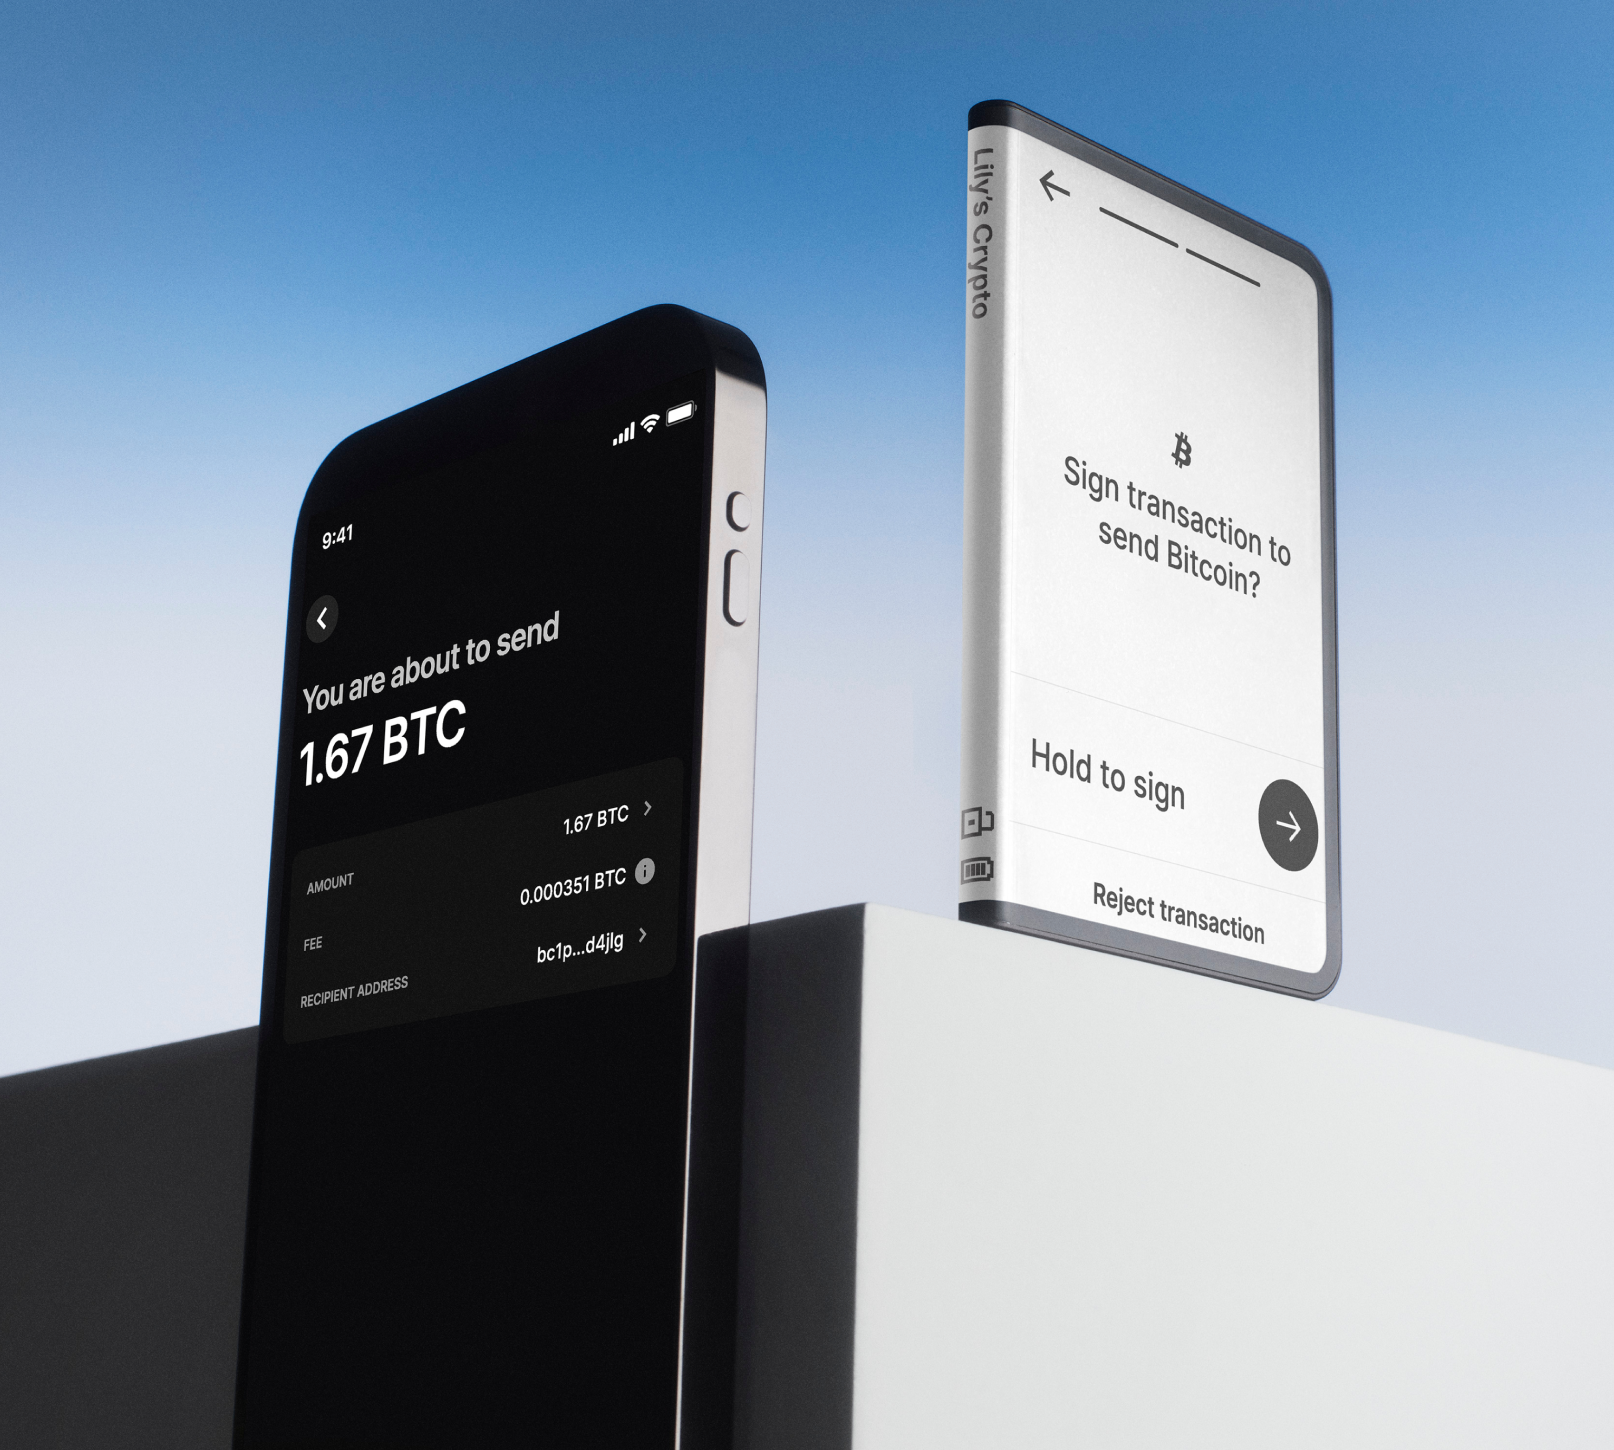 9:41
You are about to send
1.67 BTC
AMOUNT
1.67 BTC
FEE
0.000351 BTC
RECIPIENT ADDRESS
bc1p...d4jlg
Lily's Crypto
Sign transaction to
send Bitcoin?
Hold to sign
Reject transaction